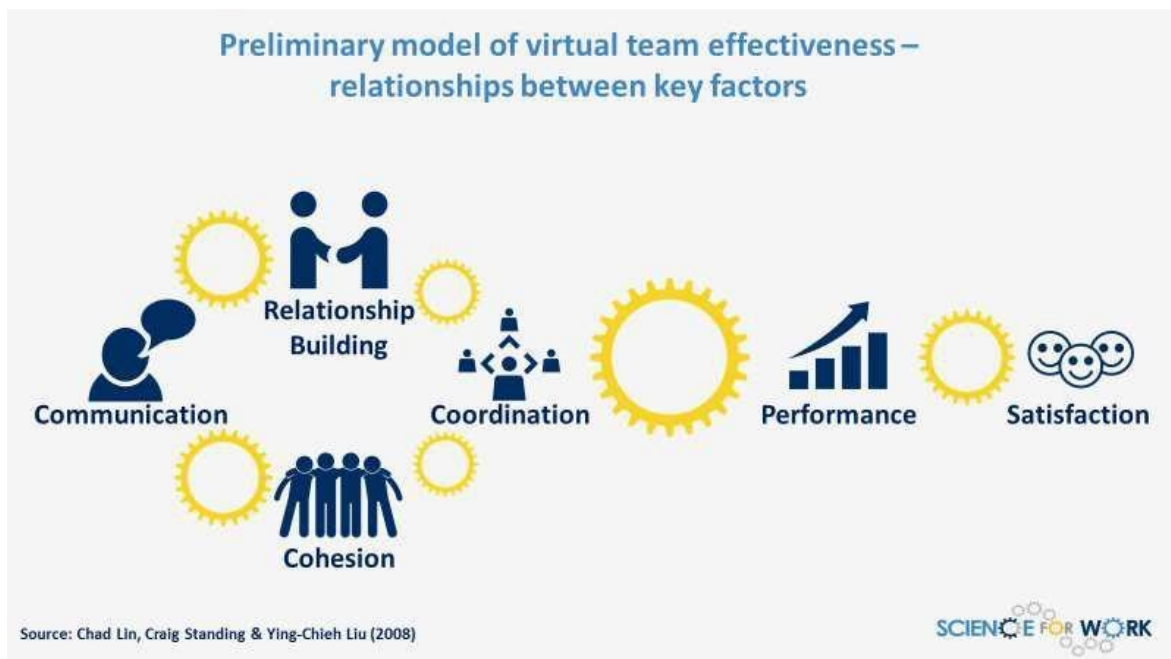 Preliminary model of virtual team effectiveness –
relationships between key factors
Relationship
Building
Communication
Coordination
Performance
Satisfaction
Cohesion
Source: Chad Lin, Craig Standing & Ying-Chieh Liu (2008)
SCIENCE FOR WORK